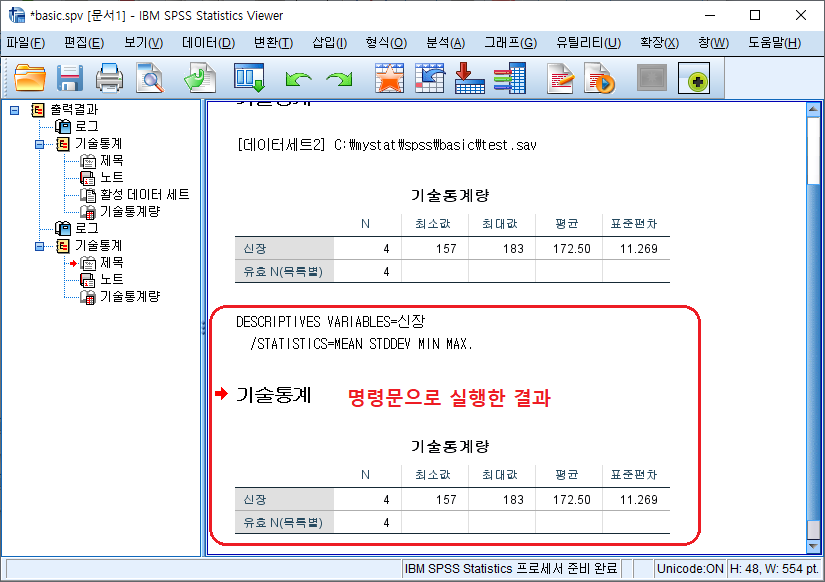 *basic.spv [문서1] - IBM SPSS Statistics Viewer
파일(F) 편집(E) 보기(V) 데이터(D) 변환(T) 삽입(I) 형식(O) 분석(A) 그래프(G) 유틸리티(U) 확장(X) 창(W) 도움말(H)
출력결과
로그
기술통계
제목
노트
활성 데이터 세트
기술통계량
로그
기술통계
제목
노트
기술통계량
기술통계
[데이터세트2] C:\mystat\spss\basic\test.sav
기술통계량
N 최소값 최대값 평균 표준편차
신장 4 157 183 172.50 11.269
유효 N(목록별) 4
DESCRIPTIVES VARIABLES=신장
/STATISTICS=MEAN STDDEV MIN MAX.
기술통계 명령문으로 실행한 결과
기술통계량
N 최소값 최대값 평균 표준편차
신장 4 157 183 172.50 11.269
유효 N(목록별) 4
IBM SPSS Statistics 프로세서 준비 완료 Unicode:ON H: 48, W: 554 pt.